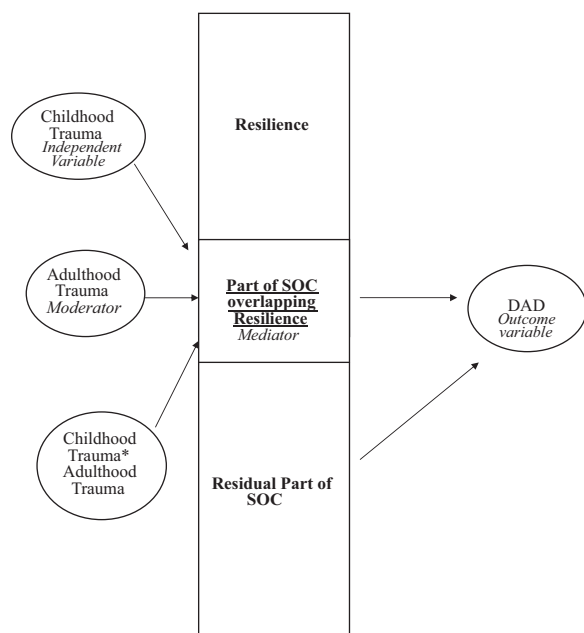 Resilience
Childhood
Trauma
Independent
Variable
Adulthood
Trauma
Moderator
Part of SOC
overlapping
Resilience
Mediator
DAD
Outcome
variable
Childhood
Trauma*
Adulthood
Trauma
Residual Part of
SOC